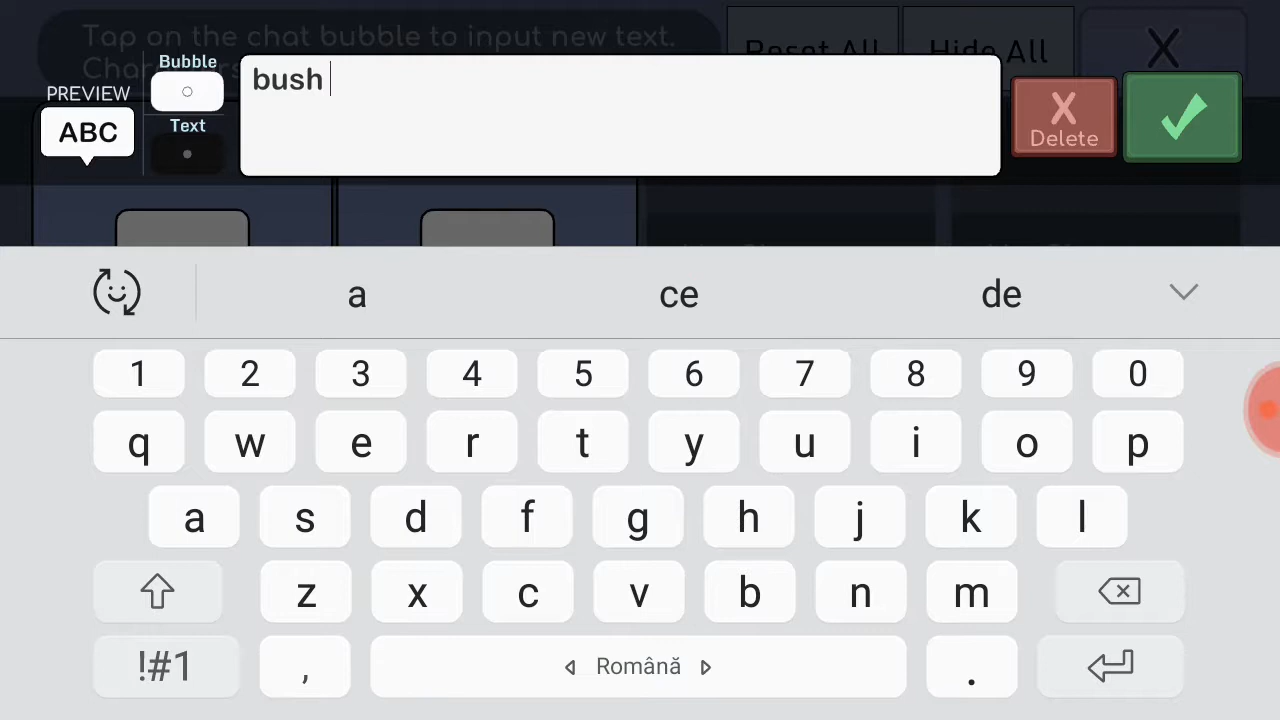 Tap on the chat bubble to input new text.
Reset All
Hide All
X
Bubble
PREVIEW
ABC
Text
bush
X
Delete
a
ce
de
1 2 3 4 5 6 7 8 9 0
q w e r t y u i o p
a s d f g h j k l
z x c v b n m
!#1 , Română .